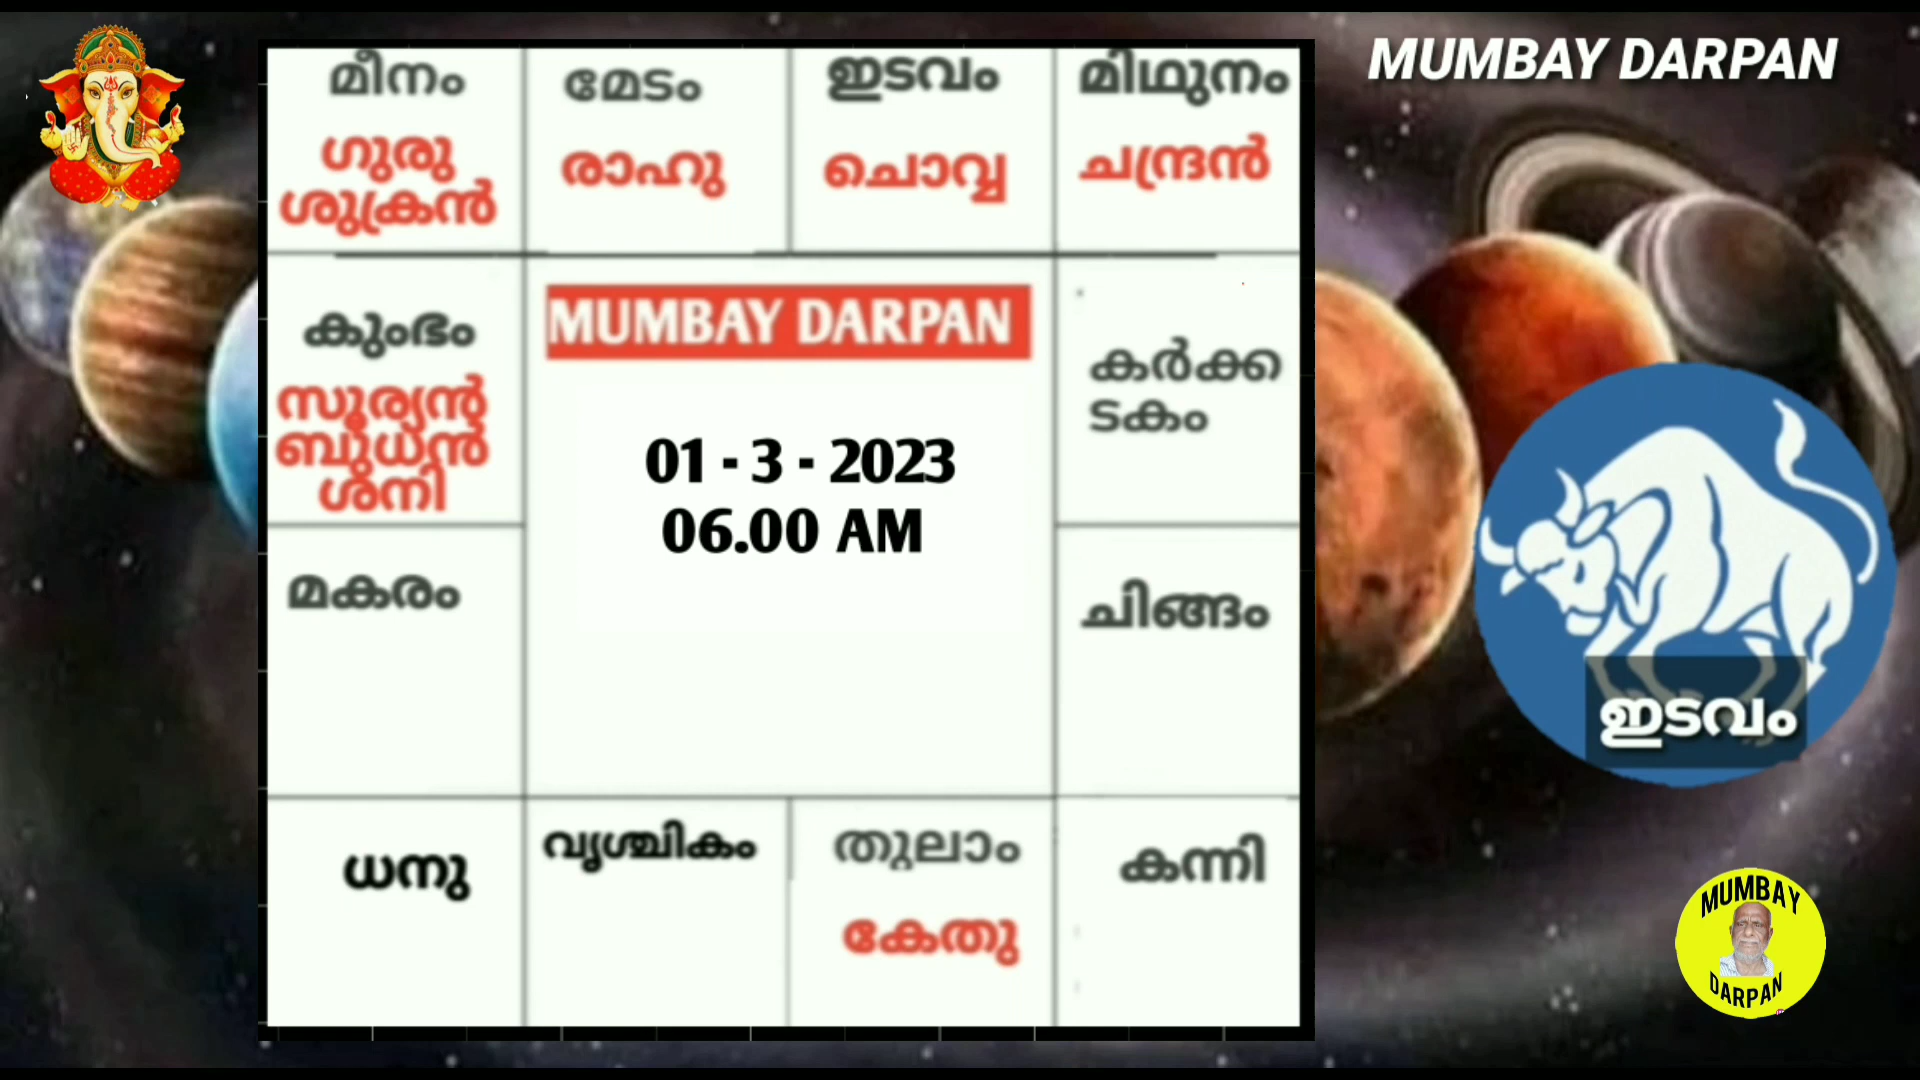 MUMBAY DARPAN
മീനം
ഗുരു
ശുക്രൻ
മേടം
രാഹു
ഇടവം
ചൊവ്വ
മിഥുനം
ചന്ദ്രൻ
കുംഭം
സൂര്യൻ
ബുധൻ
ശനി
MUMBAY DARPAN
01 - 3 - 2023
06.00 AM
കർക്ക
ടകം
മകരം
ചിങ്ങം
ഇടവം
ധനു
വൃശ്ചികം
തുലാം
കേതു
കന്നി
MUMBAY
DARPAN